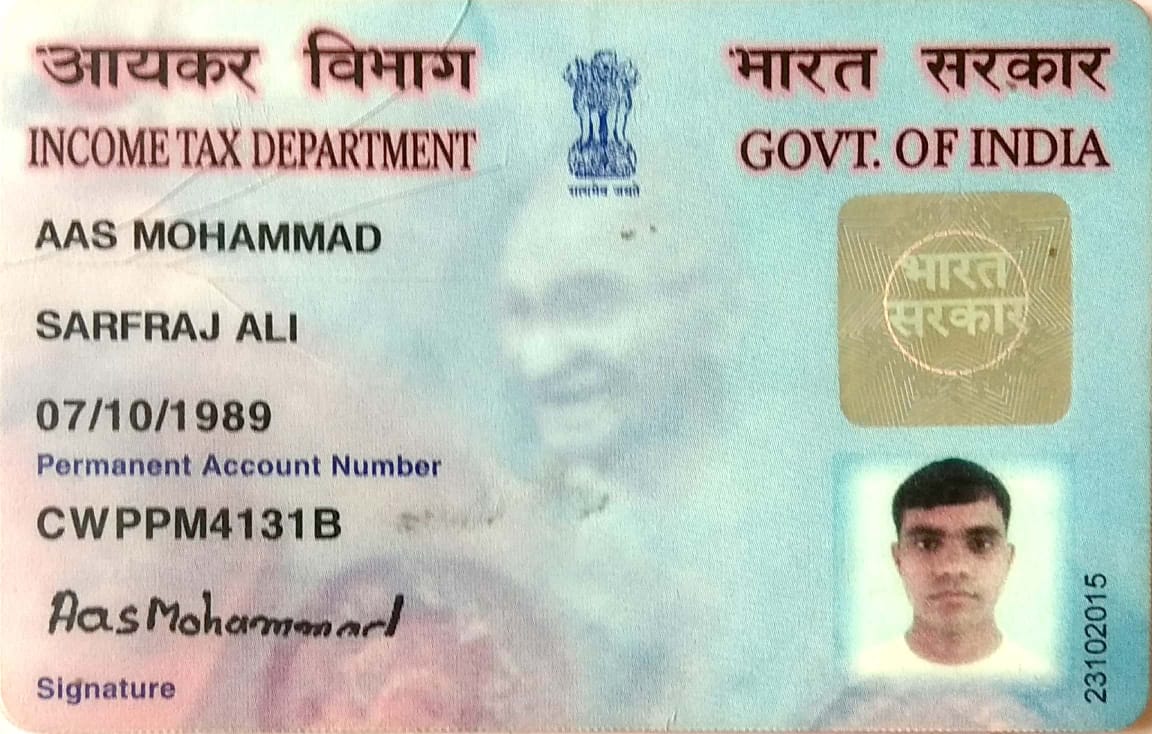 आयकर विभाग
INCOME TAX DEPARTMENT
सत्यमेव जयते
भारत सरकार
GOVT. OF INDIA
AAS MOHAMMAD
SARFRAJ ALI
07/10/1989
Permanent Account Number
CWPPM4131B
Aas Mohammad
Signature
भारत
सरकार
23102015